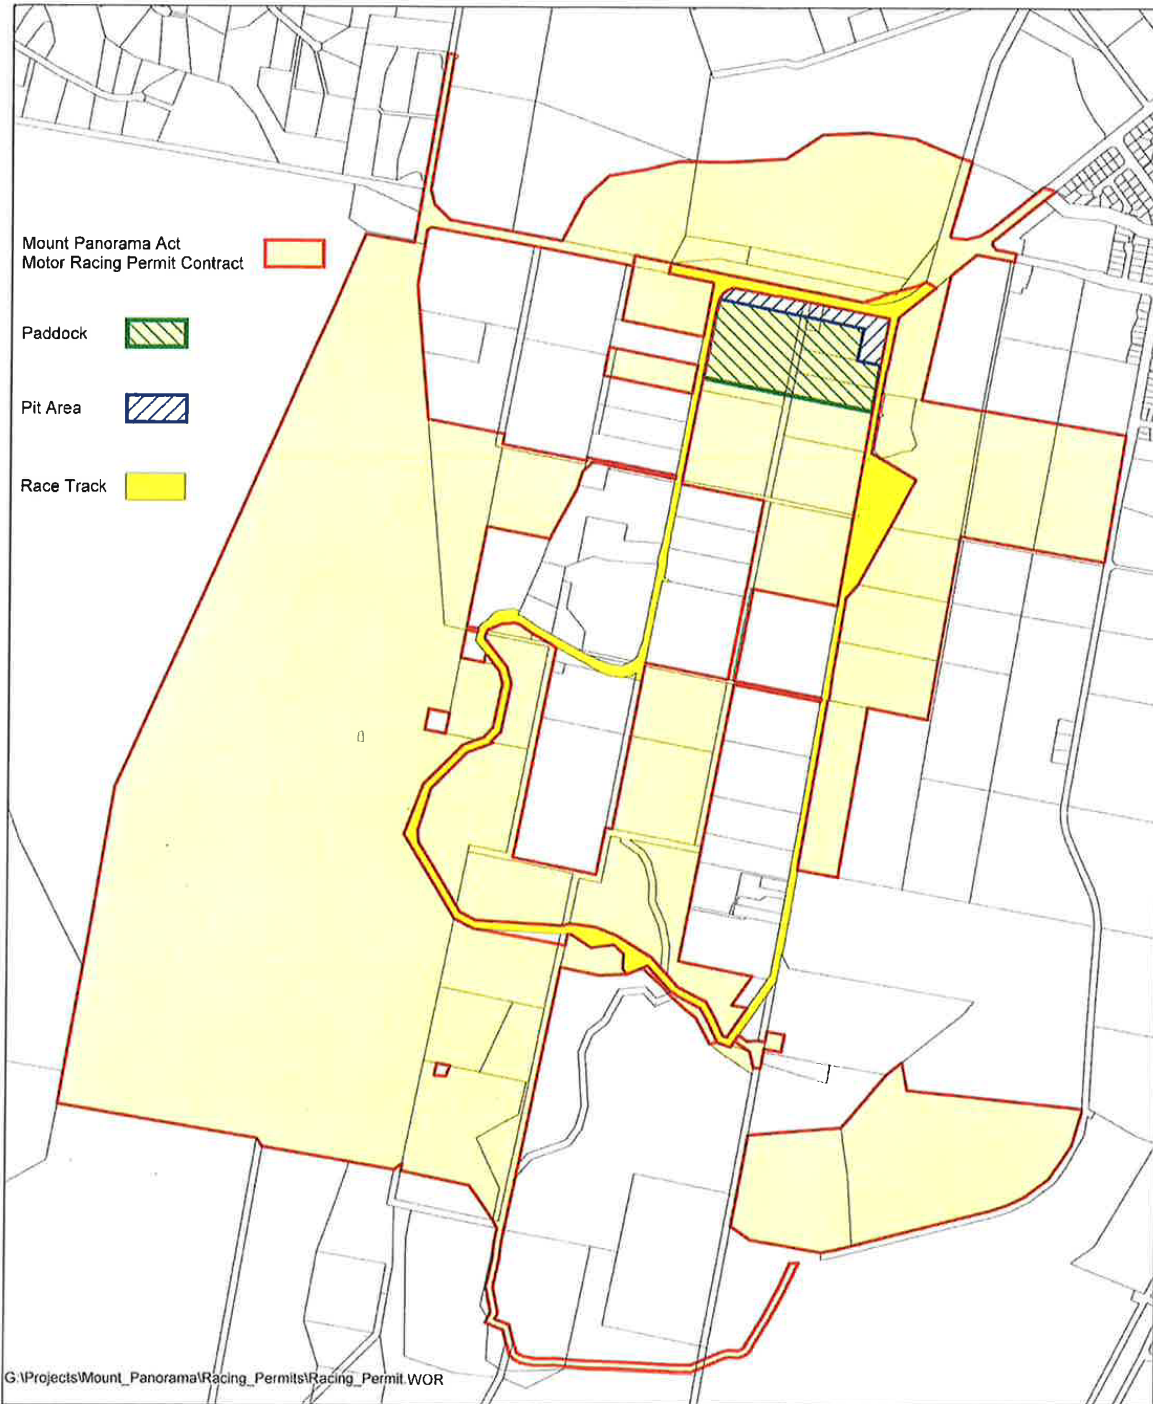 Mount Panorama Act
Motor Racing Permit Contract
Paddock
Pit Area
Race Track
G:\Projects\Mount_Panorama\Racing_Permits\Racing_Permit.WOR